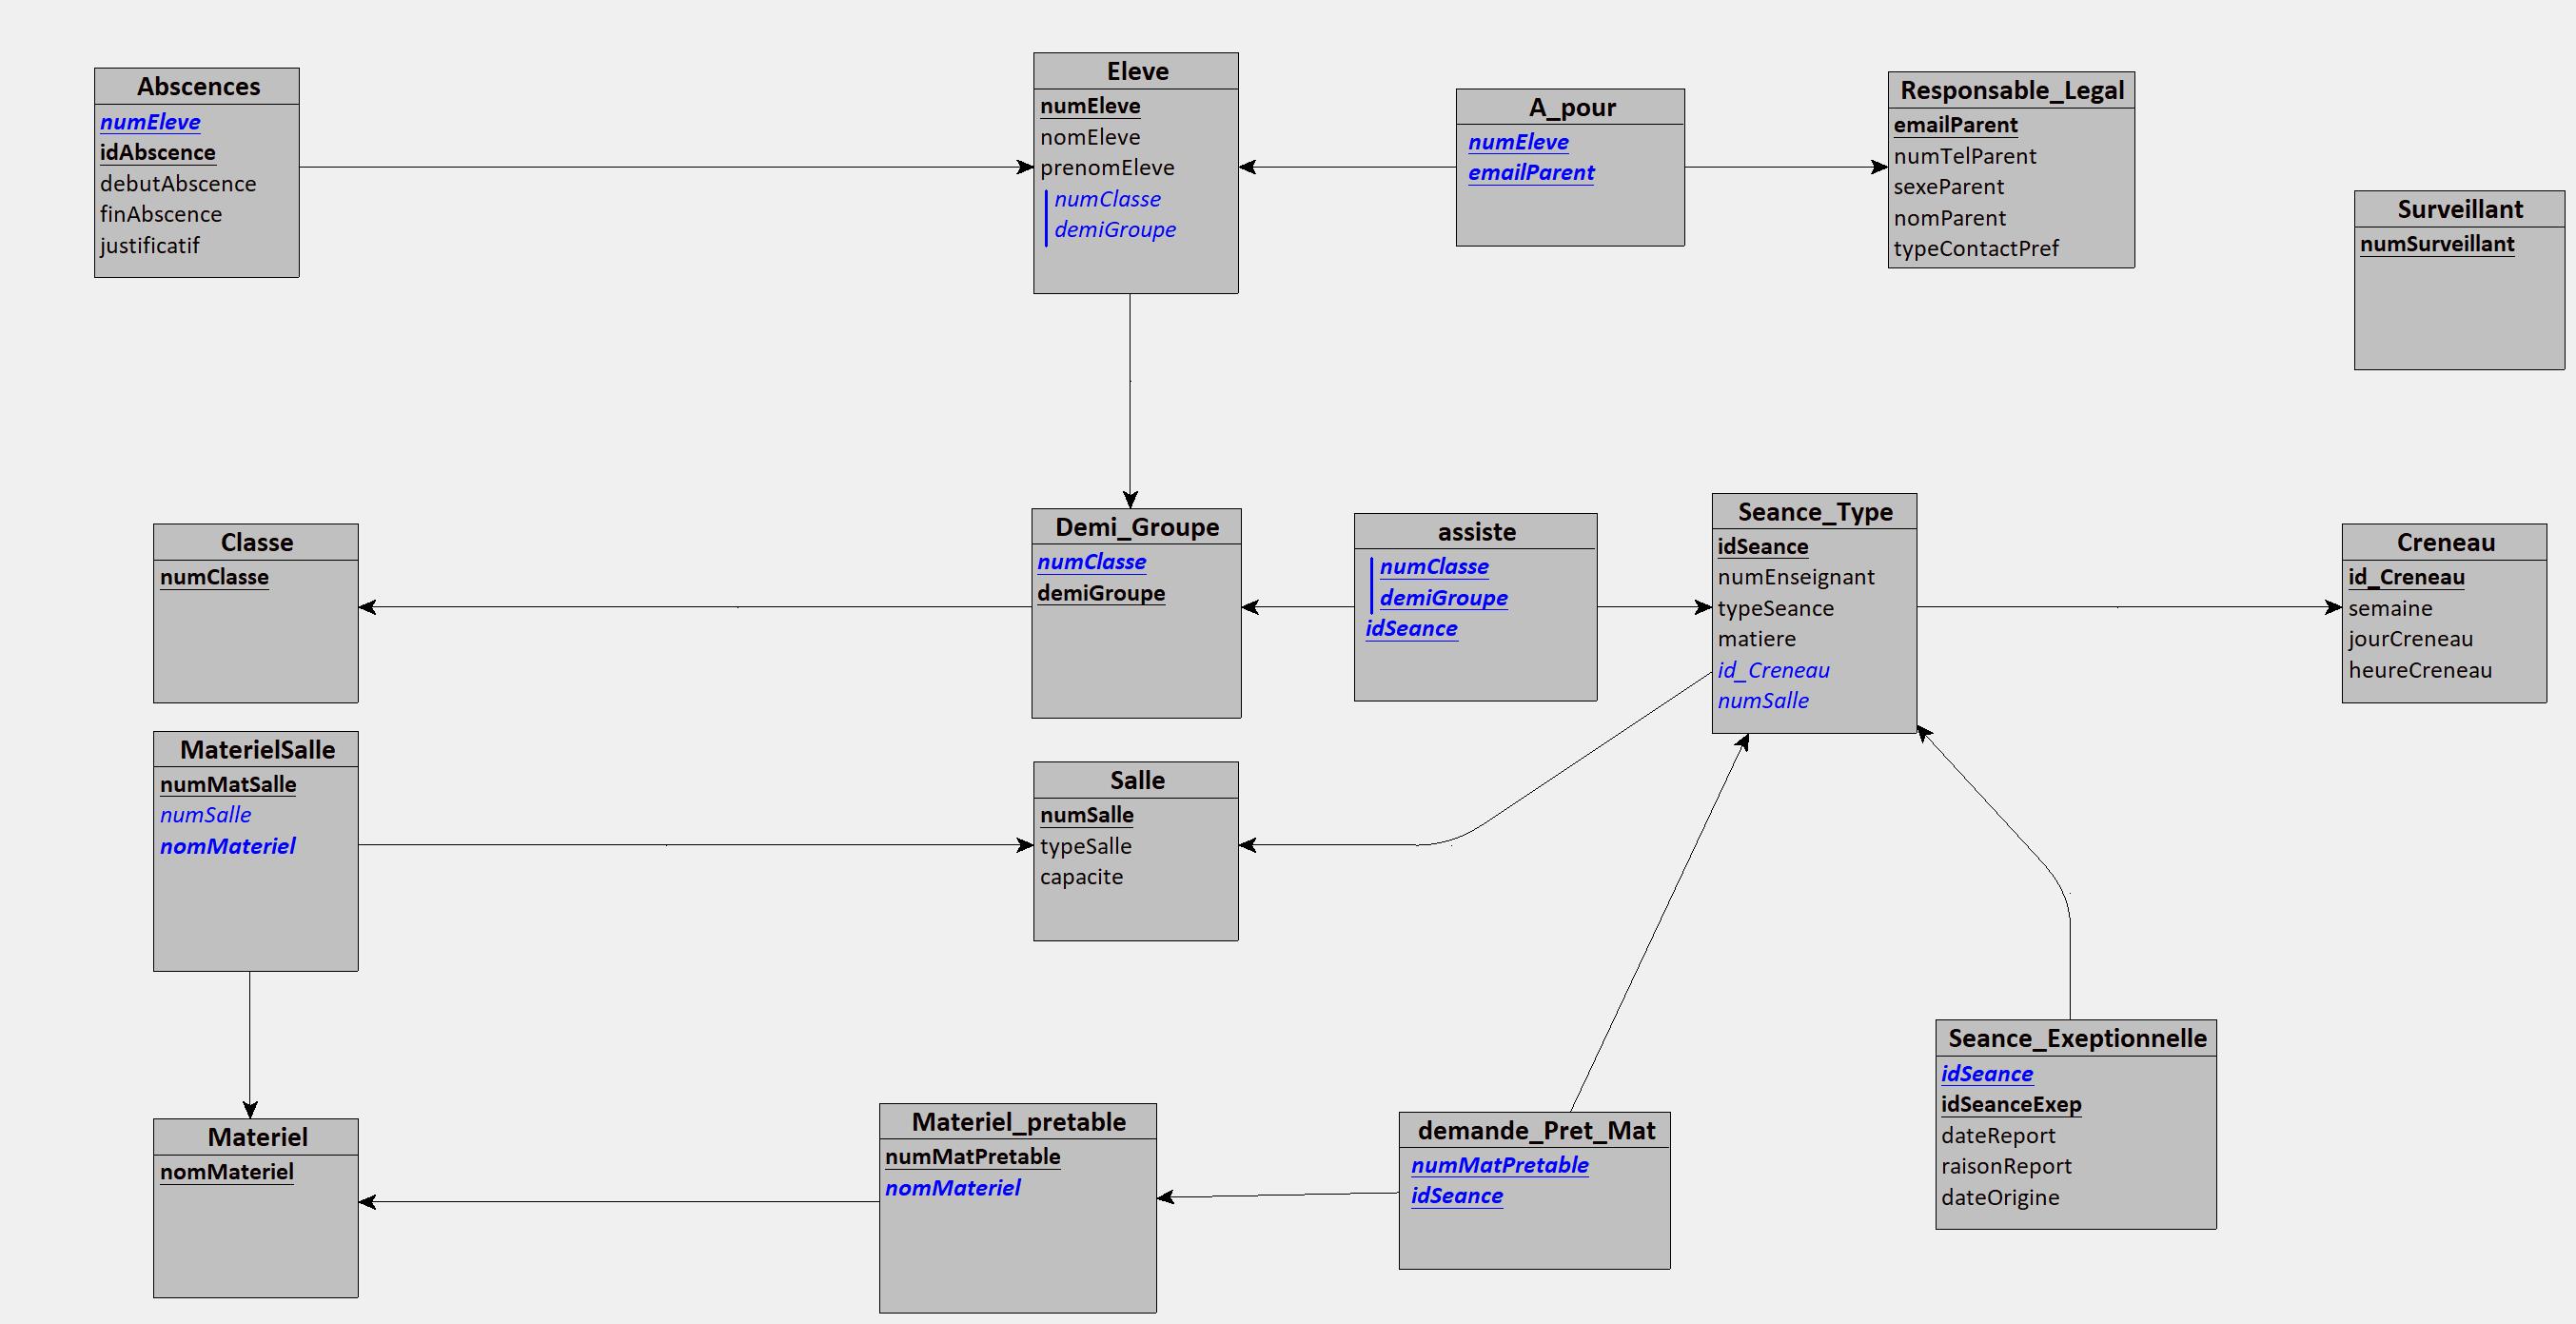 Abscences
numEleve
idAbscence
debutAbscence
finAbscence
justificatif
Eleve
numEleve
nomEleve
prenomEleve
numClasse
demiGroupe
A_pour
numEleve
emailParent
Responsable_Legal
emailParent
numTelParent
sexeParent
nomParent
typeContactPref
Surveillant
numSurveillant
Classe
numClasse
Demi_Groupe
numClasse
demiGroupe
assiste
numClasse
demiGroupe
idSeance
Seance_Type
idSeance
numEnseignant
typeSeance
matiere
id_Creneau
numSalle
Creneau
id_Creneau
semaine
jourCreneau
heureCreneau
MaterielSalle
numMatSalle
numSalle
nomMateriel
Salle
numSalle
typeSalle
capacite
Materiel
nomMateriel
Materiel_pretable
numMatPretable
nomMateriel
demande_Pret_Mat
numMatPretable
idSeance
Seance_Exeptionnelle
idSeance
idSeanceExep
dateReport
raisonReport
dateOrigine